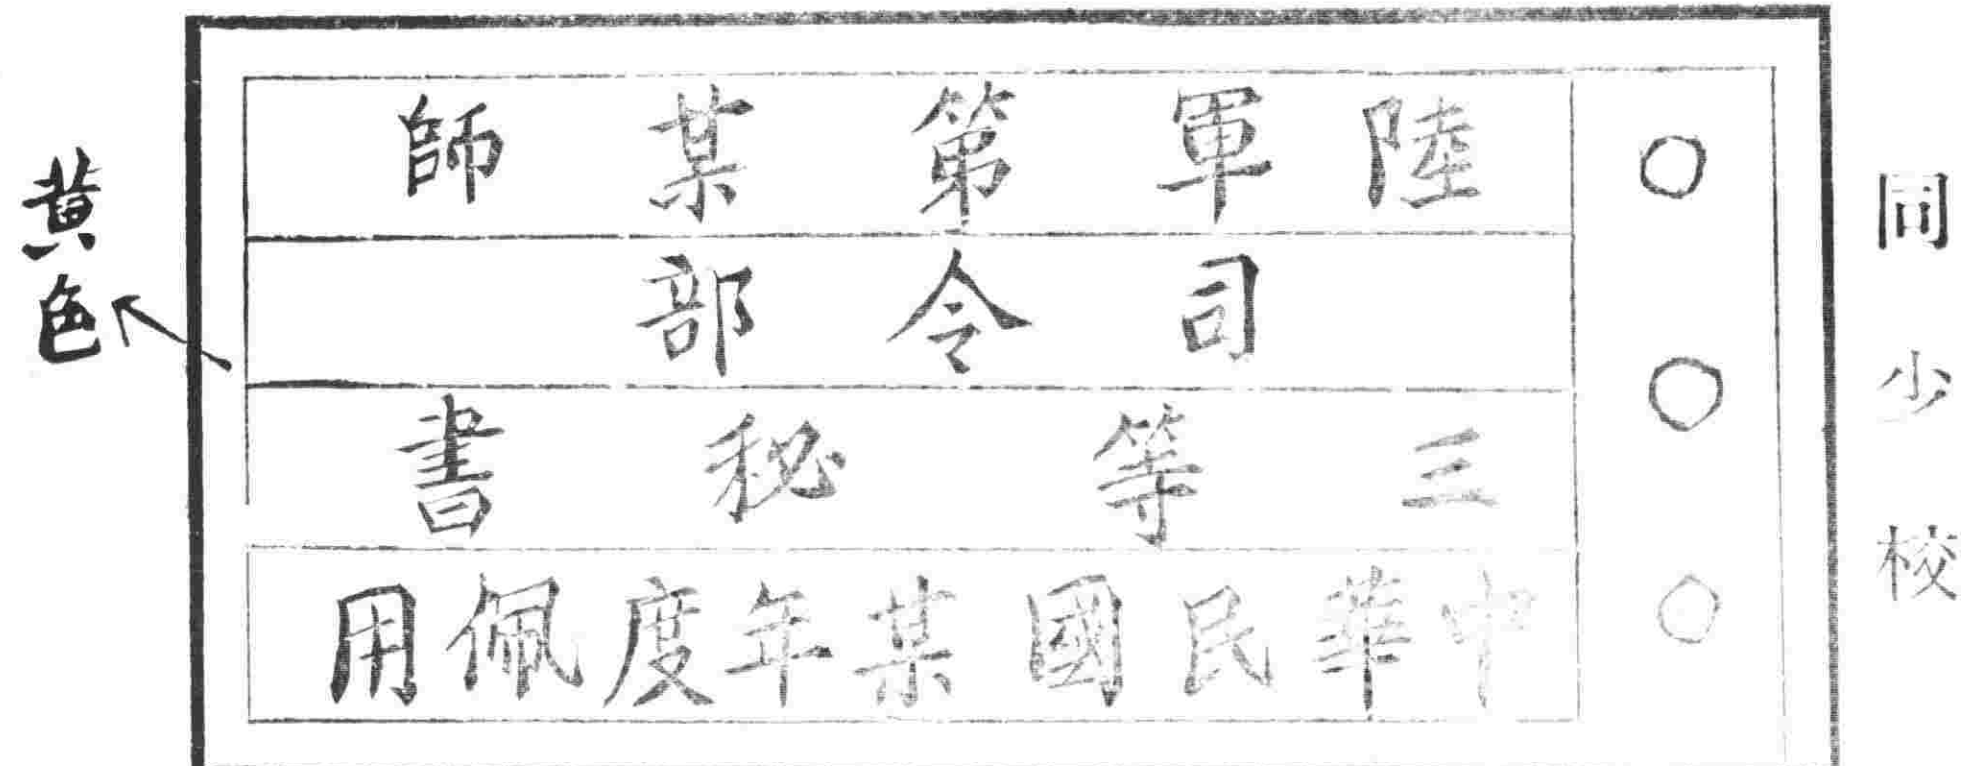 同少校
陸軍第某師
司令部
三等秘書
中華民國某年度佩用
黃色